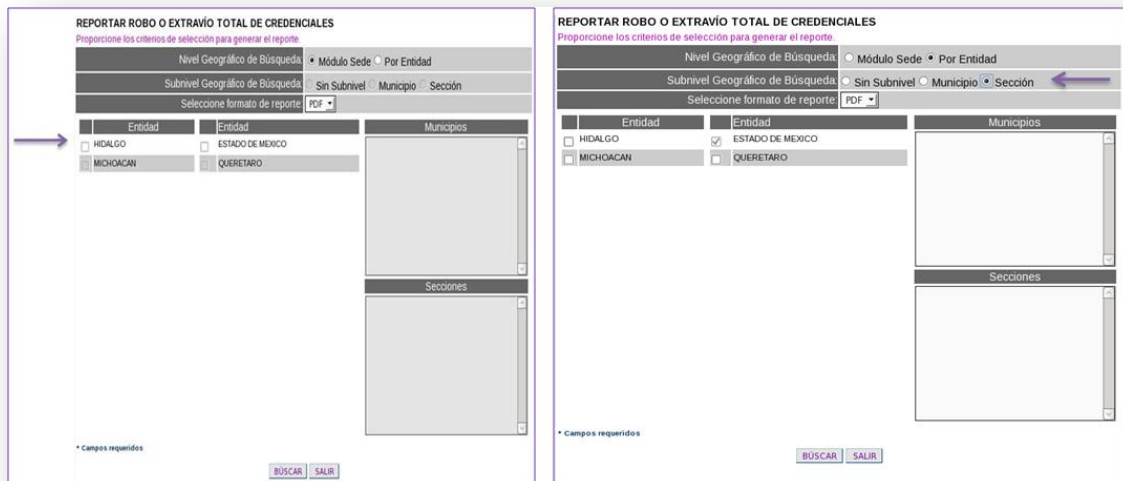 REPORTAR ROBO O EXTRAVÍO TOTAL DE CREDENCIALES
Proporcione los criterios de selección para generar el reporte.
Nivel Geográfico de Búsqueda: Módulo Sede Por Entidad
Subnivel Geográfico de Búsqueda: Sin Subnivel Municipio Sección
Seleccione formato de reporte: PDF
Entidad Entidad Municipios
HIDALGO ESTADO DE MEXICO
MICHOACAN QUERETARO
Secciones
* Campos requeridos
BÚSCAR SALIR
REPORTAR ROBO O EXTRAVÍO TOTAL DE CREDENCIALES
Proporcione los criterios de selección para generar el reporte.
Nivel Geográfico de Búsqueda: Módulo Sede Por Entidad
Subnivel Geográfico de Búsqueda: Sin Subnivel Municipio Sección
Seleccione formato de reporte: PDF
Entidad Entidad Municipios
HIDALGO ESTADO DE MEXICO
MICHOACAN QUERETARO
Secciones
* Campos requeridos
BÚSCAR SALIR